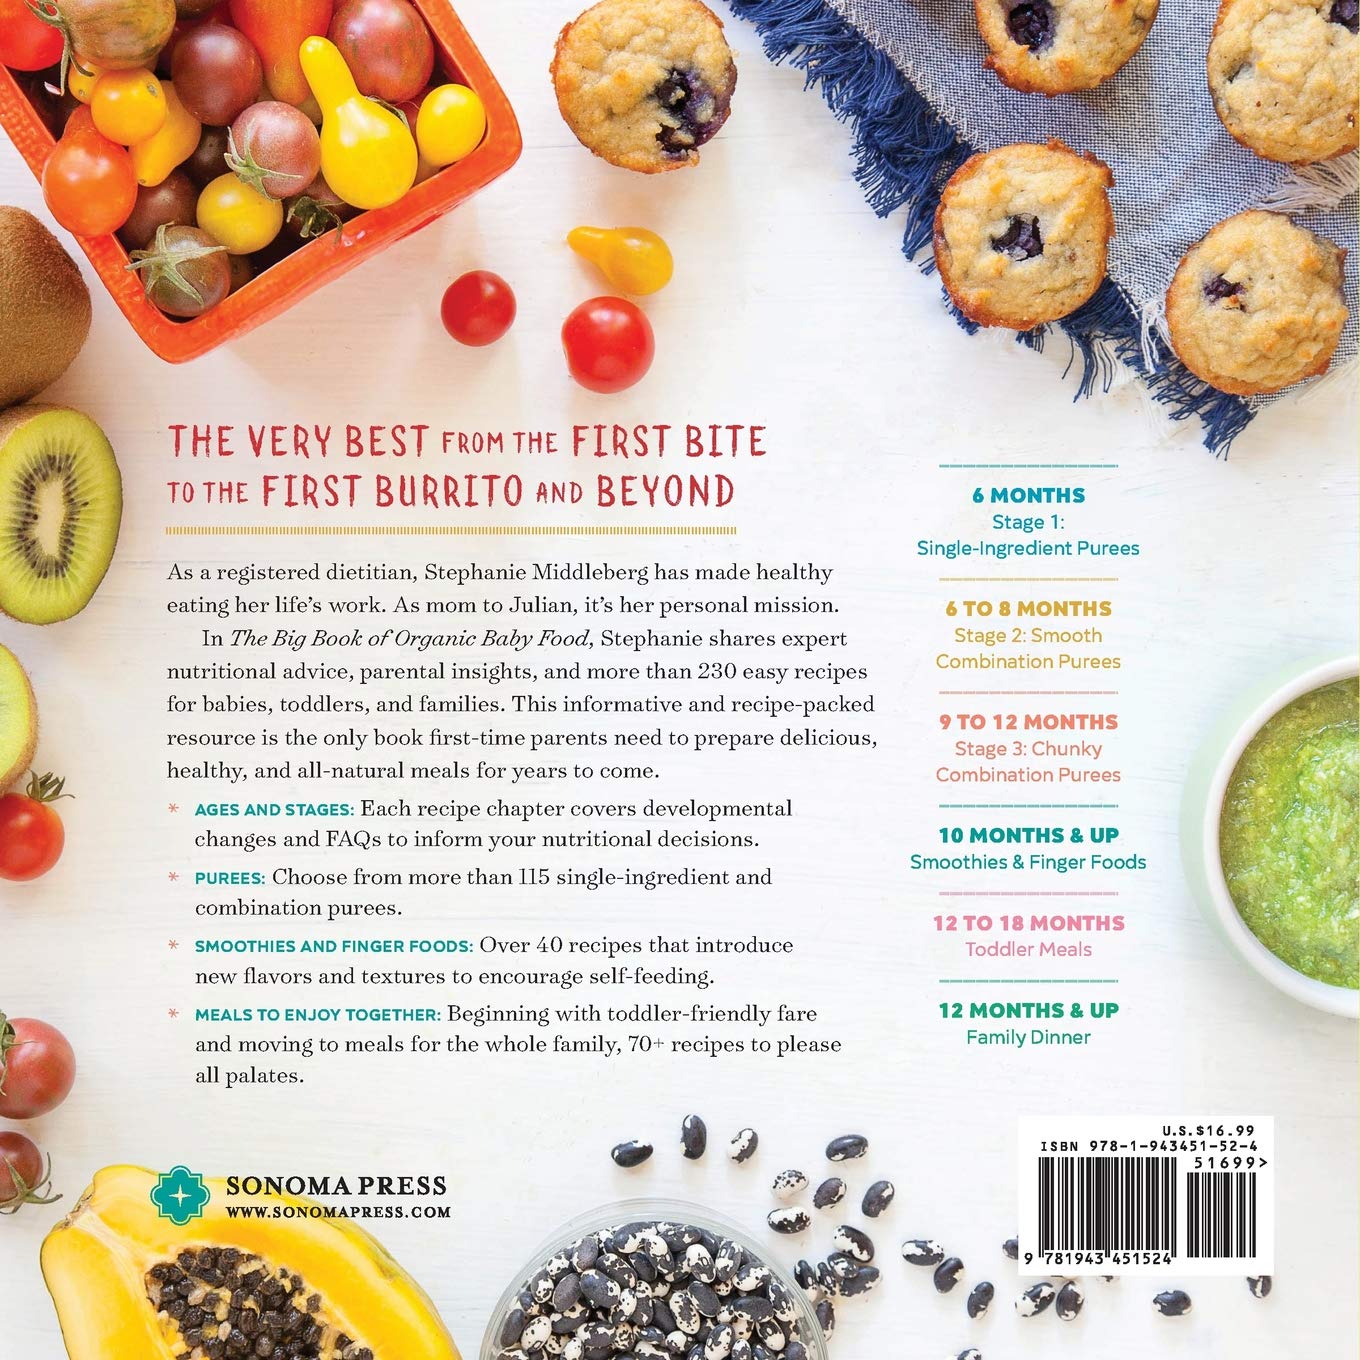 THE VERY BEST FROM THE FIRST BITE
TO THE FIRST BURRITO AND BEYOND
As a registered dietitian, Stephanie Middleberg has made healthy
eating her life’s work. As mom to Julian, it’s her personal mission.
In The Big Book of Organic Baby Food, Stephanie shares expert
nutritional advice, parental insights, and more than 230 easy recipes
for babies, toddlers, and families. This informative and recipe-packed
resource is the only book first-time parents need to prepare delicious,
healthy, and all-natural meals for years to come.
* AGES AND STAGES: Each recipe chapter covers developmental
changes and FAQs to inform your nutritional decisions.
* PUREES: Choose from more than 115 single-ingredient and
combination purees.
* SMOOTHIES AND FINGER FOODS: Over 40 recipes that introduce
new flavors and textures to encourage self-feeding.
* MEALS TO ENJOY TOGETHER: Beginning with toddler-friendly fare
and moving to meals for the whole family, 70+ recipes to please
all palates.
6 MONTHS
Stage 1:
Single-Ingredient Purees
6 TO 8 MONTHS
Stage 2: Smooth
Combination Purees
9 TO 12 MONTHS
Stage 3: Chunky
Combination Purees
10 MONTHS & UP
Smoothies & Finger Foods
12 TO 18 MONTHS
Toddler Meals
12 MONTHS & UP
Family Dinner
SONOMA PRESS
WWW.SONOMAPRESS.COM
U.S. $16.99
ISBN 978-1-943451-52-4
51699>
9 781943 451524